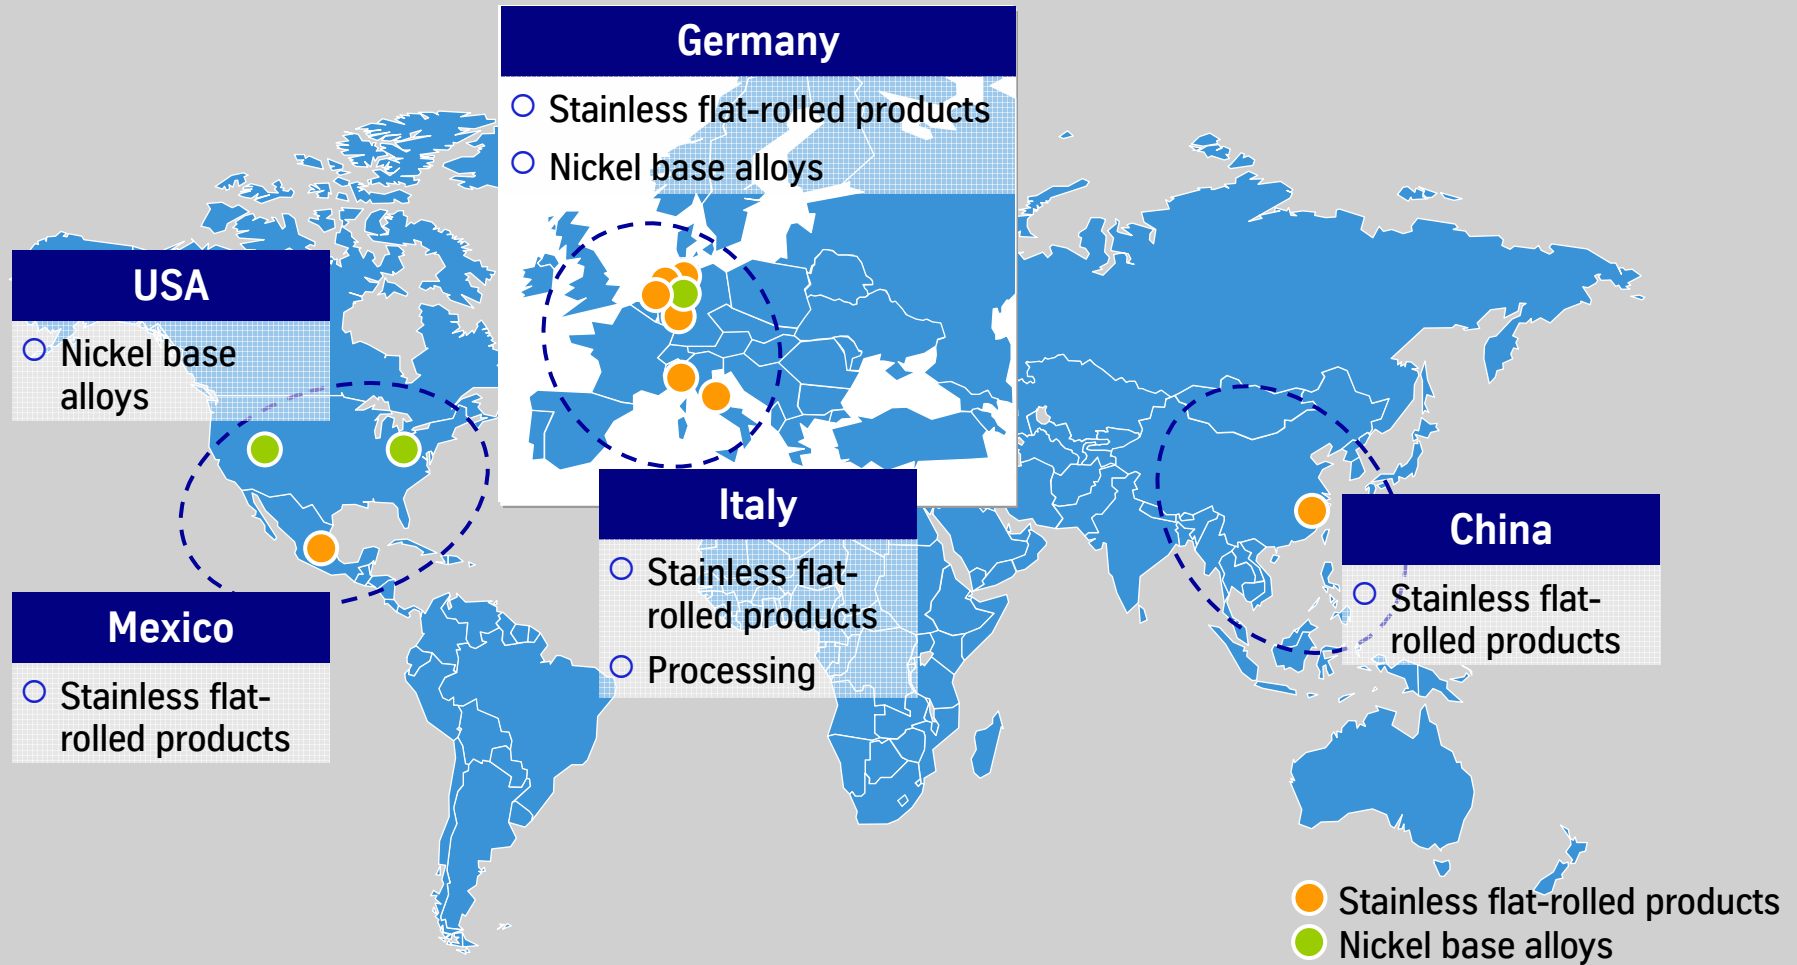 Germany
Stainless flat-rolled products
Nickel base alloys
USA
Nickel base
alloys
Mexico
Stainless flat-
rolled products
Italy
Stainless flat-
rolled products
Processing
China
Stainless flat-
rolled products
Stainless flat-rolled products
Nickel base alloys